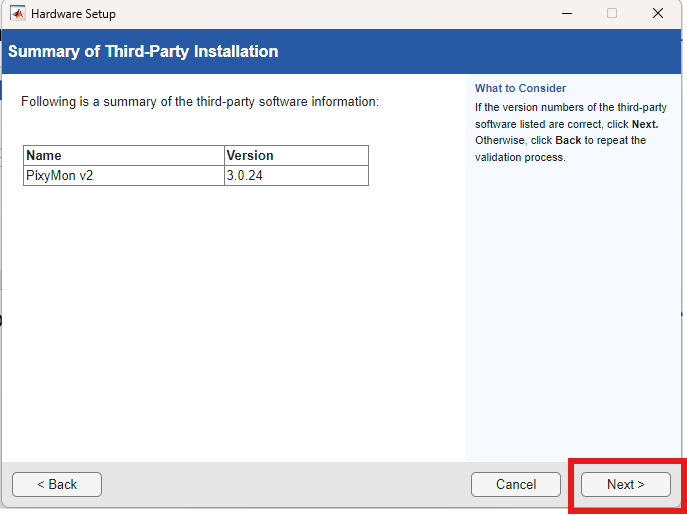 Hardware Setup
Summary of Third-Party Installation
Following is a summary of the third-party software information:
Name Version
PixyMon v2 3.0.24
What to Consider
If the version numbers of the third-party
software listed are correct, click Next.
Otherwise, click Back to repeat the
validation process.
< Back
Cancel
Next >